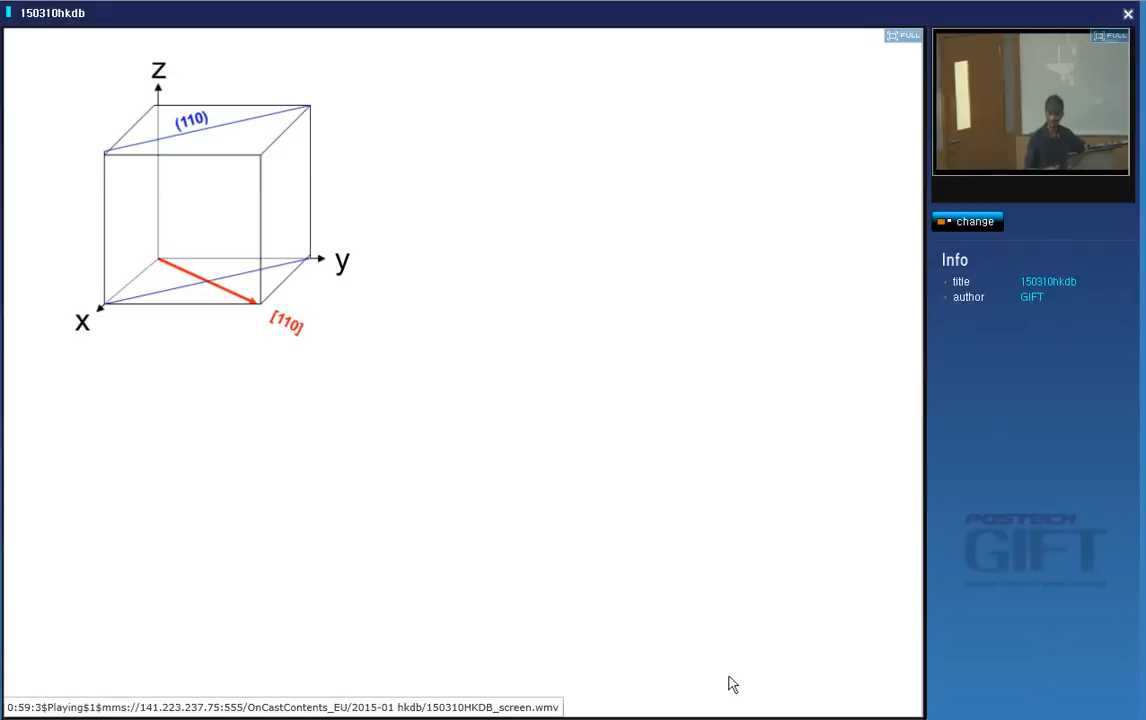 150310hkdb
FULL
FULL
z
(110)
y
x
[110]
change
Info
title 150310hkdb
author GIFT
POSTECH
GIFT
0:59:3$Playing$1$mms://141.223.237.75:555/OnCastContents_EU/2015-01 hkdb/150310HKDB_screen.wmv